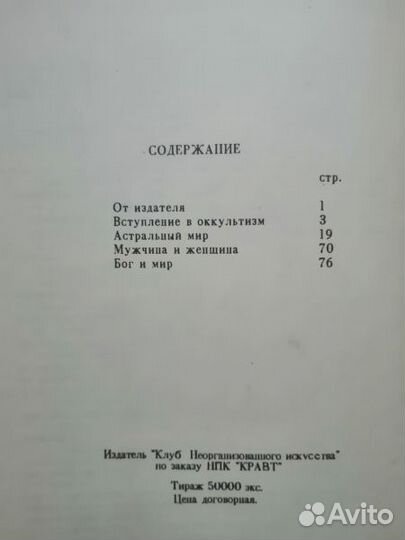 СОДЕРЖАНИЕ
стр.
От издателя 1
Вступление в оккультизм 3
Астральный мир 19
Мужчина и женщина 70
Бог и мир 76
Издатель "Клуб Неорганизованного искусства"
по заказу НПК "КРАВТ"
Тираж 50000 экс.
Цена договорная.
Avito